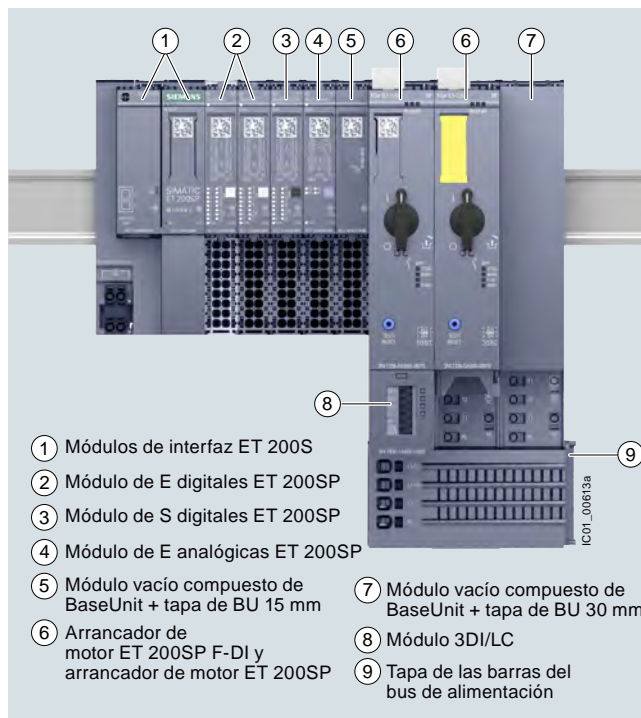 1 2 3 4 5 6 6 7
SIEMENS
SIMATIC
ET 200SP
8
9
1 Módulos de interfaz ET 200S
2 Módulo de E digitales ET 200SP
3 Módulo de S digitales ET 200SP
4 Módulo de E analógicas ET 200SP
5 Módulo vacío compuesto de
BaseUnit + tapa de BU 15 mm
6 Arrancador de
motor ET 200SP F-DI y
arrancador de motor ET 200SP
7 Módulo vacío compuesto de
BaseUnit + tapa de BU 30 mm
8 Módulo 3DI/LC
9 Tapa de las barras del
bus de alimentación
IC01_00613a